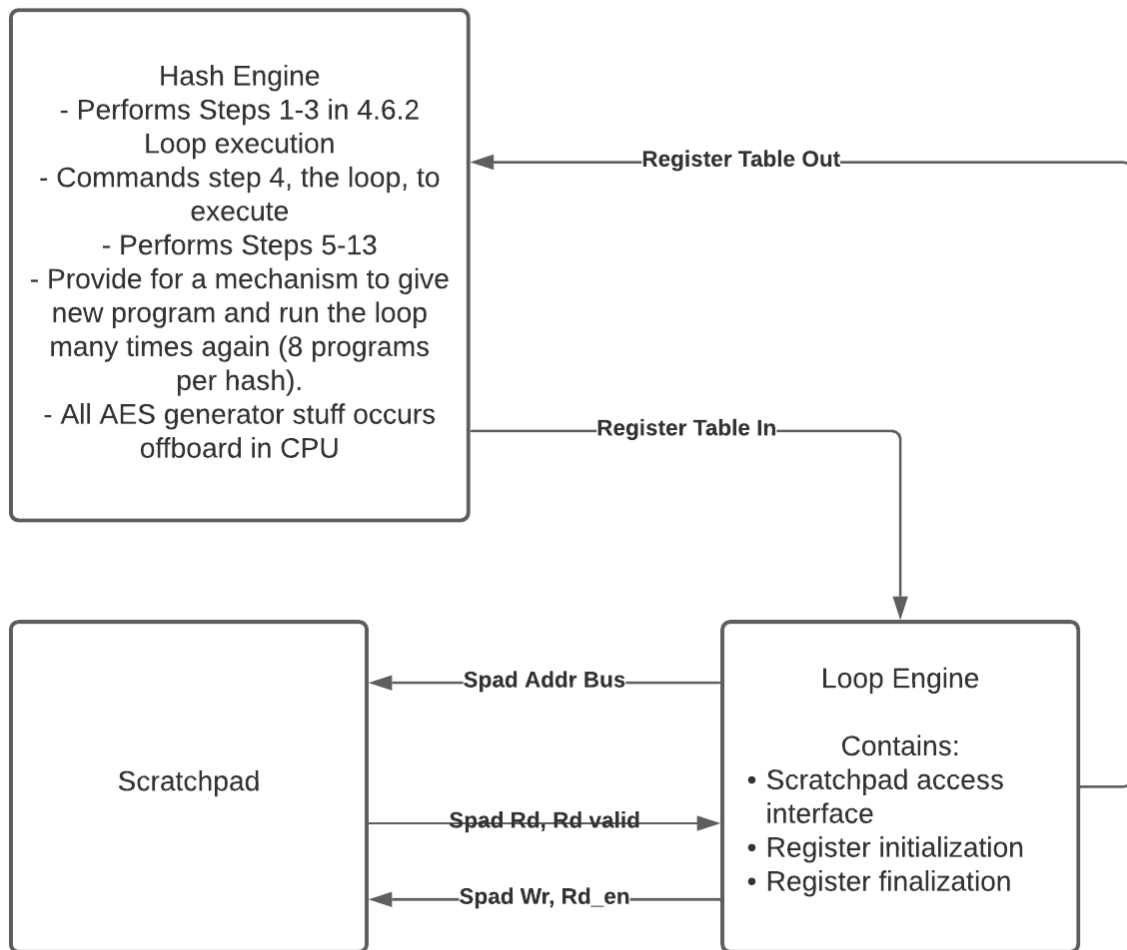 Hash Engine
- Performs Steps 1-3 in 4.6.2
Loop execution
- Commands step 4, the loop, to
execute
- Performs Steps 5-13
- Provide for a mechanism to give
new program and run the loop
many times again (8 programs
per hash).
- All AES generator stuff occurs
offboard in CPU
Register Table Out
Register Table In
Scratchpad
Spad Addr Bus
Spad Rd, Rd valid
Spad Wr, Rd_en
Loop Engine
Contains:
• Scratchpad access
interface
• Register initialization
• Register finalization